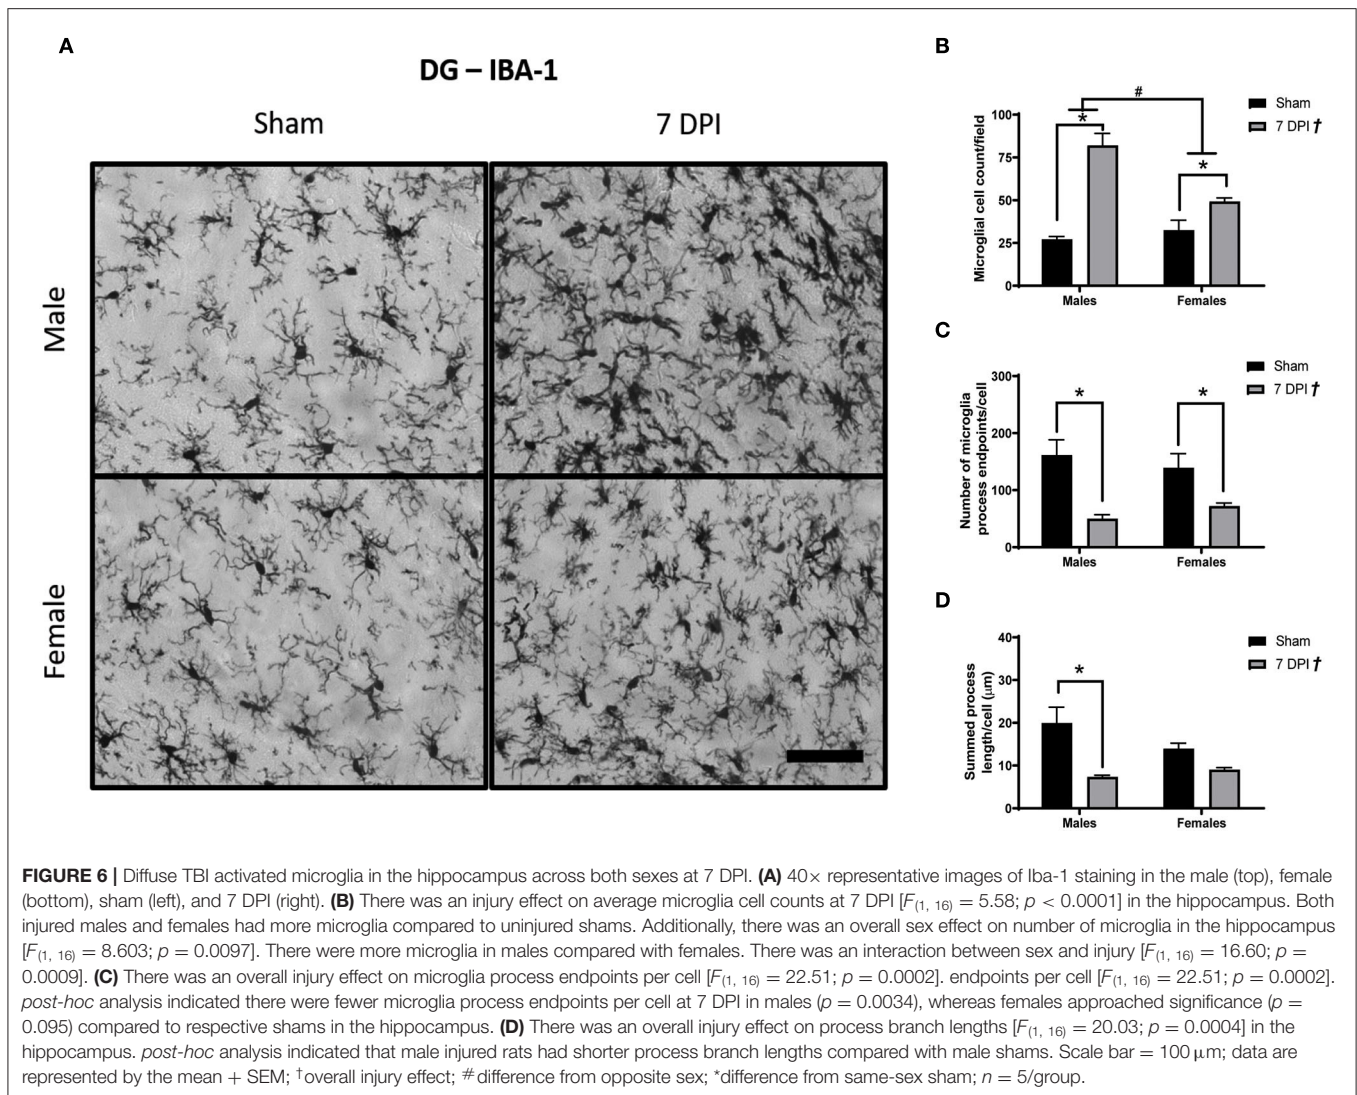 A
DG – IBA-1
Sham
7 DPI
Male
Female
B
#
*
*
Sham
7 DPI †
Microglial cell count/field
100
75
50
25
0
Males
Females
C
*
*
Sham
7 DPI †
Number of microglia
process endpoints/cell
300
200
100
0
Males
Females
D
*
Sham
7 DPI †
Summed process
length/cell (μm)
40
30
20
10
0
Males
Females
FIGURE 6 | Diffuse TBI activated microglia in the hippocampus across both sexes at 7 DPI. (A) 40× representative images of Iba-1 staining in the male (top), female
(bottom), sham (left), and 7 DPI (right). (B) There was an injury effect on average microglia cell counts at 7 DPI [F(1, 16) = 5.58; p < 0.0001] in the hippocampus. Both
injured males and females had more microglia compared to uninjured shams. Additionally, there was an overall sex effect on number of microglia in the hippocampus
[F(1, 16) = 8.603; p = 0.0097]. There were more microglia in males compared with females. There was an interaction between sex and injury [F(1, 16) = 16.60; p =
0.0009]. (C) There was an overall injury effect on microglia process endpoints per cell [F(1, 16) = 22.51; p = 0.0002]. endpoints per cell [F(1, 16) = 22.51; p = 0.0002].
post-hoc analysis indicated there were fewer microglia process endpoints per cell at 7 DPI in males (p = 0.0034), whereas females approached significance (p =
0.095) compared to respective shams in the hippocampus. (D) There was an overall injury effect on process branch lengths [F(1, 16) = 20.03; p = 0.0004] in the
hippocampus. post-hoc analysis indicated that male injured rats had shorter process branch lengths compared with male shams. Scale bar = 100 μm; data are
represented by the mean + SEM; †overall injury effect; #difference from opposite sex; *difference from same-sex sham; n = 5/group.